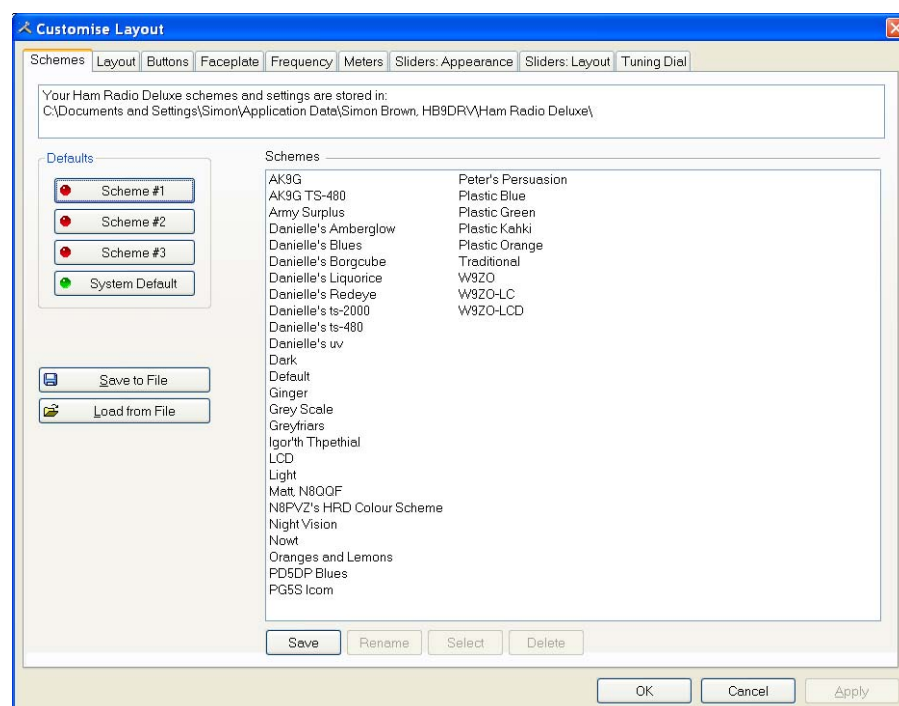 Customise Layout
Schemes Layout Buttons Faceplate Frequency Meters Sliders: Appearance Sliders: Layout Tuning Dial
Your Ham Radio Deluxe schemes and settings are stored in:
C:\Documents and Settings\Simon\Application Data\Simon Brown, HB9DRV\Ham Radio Deluxe\
Defaults
Scheme #1
Scheme #2
Scheme #3
System Default
Save to File
Load from File
Schemes
AK9G
AK9G TS-480
Army Surplus
Danielle's Amberglow
Danielle's Blues
Danielle's Borgcube
Danielle's Liquorice
Danielle's Redeye
Danielle's ts-2000
Danielle's ts-480
Danielle's uv
Dark
Default
Ginger
Grey Scale
Greyfriars
Igor'th Thpethial
LCD
Light
Matt, N8QQF
N8PVZ's HRD Colour Scheme
Night Vision
Nowt
Oranges and Lemons
PD5DP Blues
PG5S Icom
Peter's Persuasion
Plastic Blue
Plastic Green
Plastic Kahki
Plastic Orange
Traditional
W9ZO
W9ZO-LC
W9ZO-LCD
Save Rename Select Delete
OK Cancel Apply